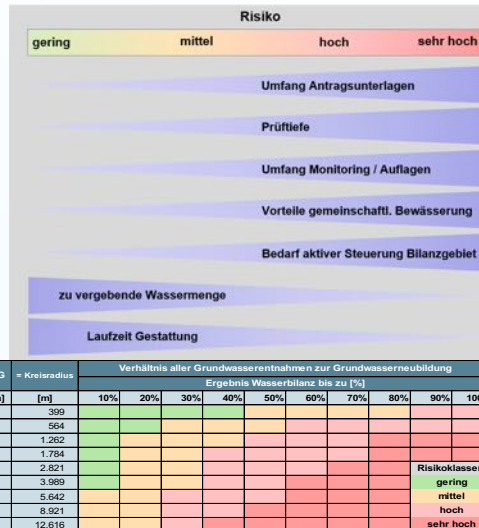 Risiko
gering mittel hoch sehr hoch
Umfang Antragsunterlagen
Prüftiefe
Umfang Monitoring / Auflagen
Vorteile gemeinschaftl. Bewässerung
Bedarf aktiver Steuerung Bilanzgebiet
zu vergebende Wassermenge
Laufzeit Gestattung
= Kreisradius Verhältnis aller Grundwasserentnahmen zur Grundwasserneubildung
Ergebnis Wasserbilanz bis zu [%]
[m] 10% 20% 30% 40% 50% 60% 70% 80% 90%
399
564
1.262
1.784
2.821 Risikoklassen
3.989 gering
5.642 mittel
8.921 hoch
12.616 sehr hoch